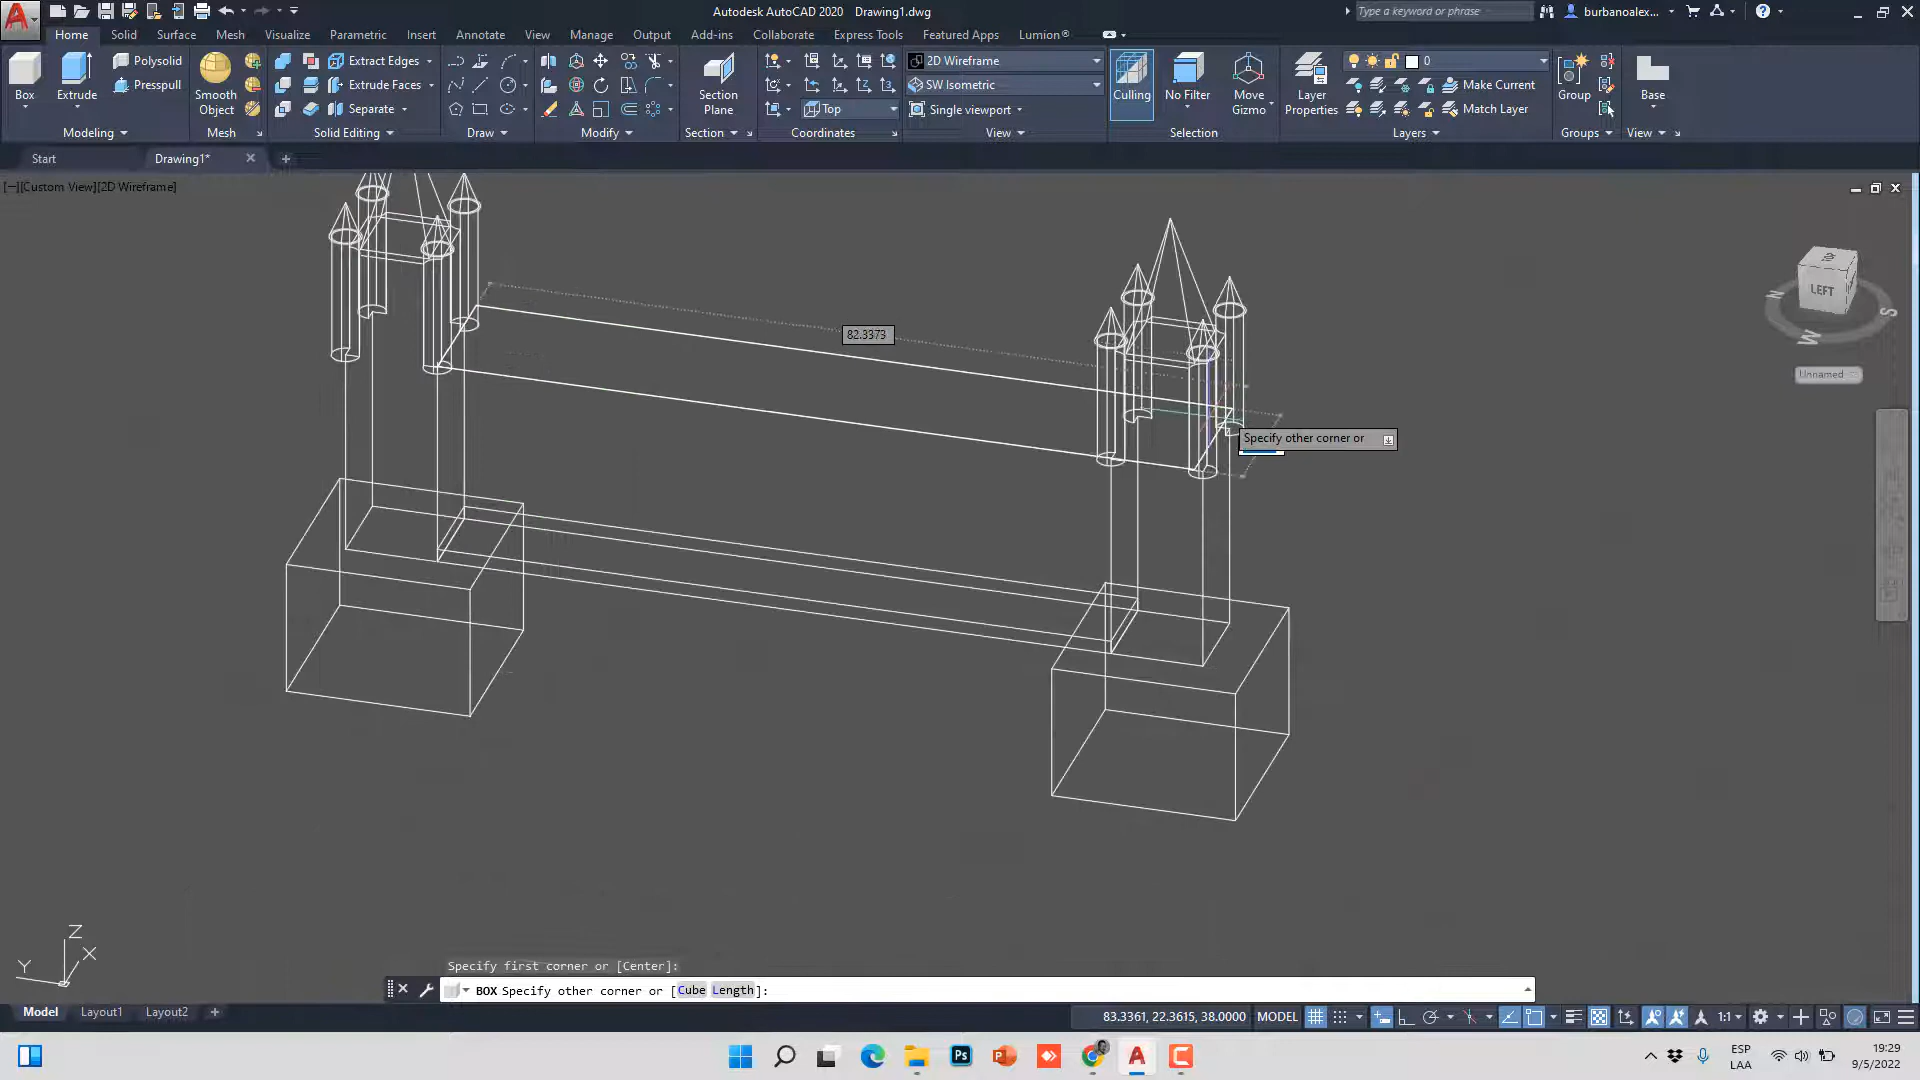 Autodesk AutoCAD 2020 Drawing1.dwg
Type a keyword or phrase
burbanoalex...
Home Solid Surface Mesh Visualize Parametric Insert Annotate View Manage Output Add-ins Collaborate Express Tools Featured Apps Lumion®
Box
Extrude
Polysolid
Presspull
Modeling
Smooth Object
Mesh
Extract Edges
Extrude Faces
Separate
Solid Editing
Draw
Modify
Section Plane
Section
Top
Coordinates
2D Wireframe
SW Isometric
Single viewport
View
Culling
No Filter
Move Gizmo
Selection
Layer Properties
0
Make Current
Match Layer
Layers
Group
Groups
Base
View
Start
Drawing1*
[−][Custom View][2D Wireframe]
LEFT
N
S
W
Unnamed
82.3373
Specify other corner or
Z
X
Y
Specify first corner or [Center]:
BOX Specify other corner or [Cube Length]:
Model Layout1 Layout2
83.3361, 22.3615, 38.0000 MODEL
1:1
Ps
ESP
LAA
19:29
9/5/2022